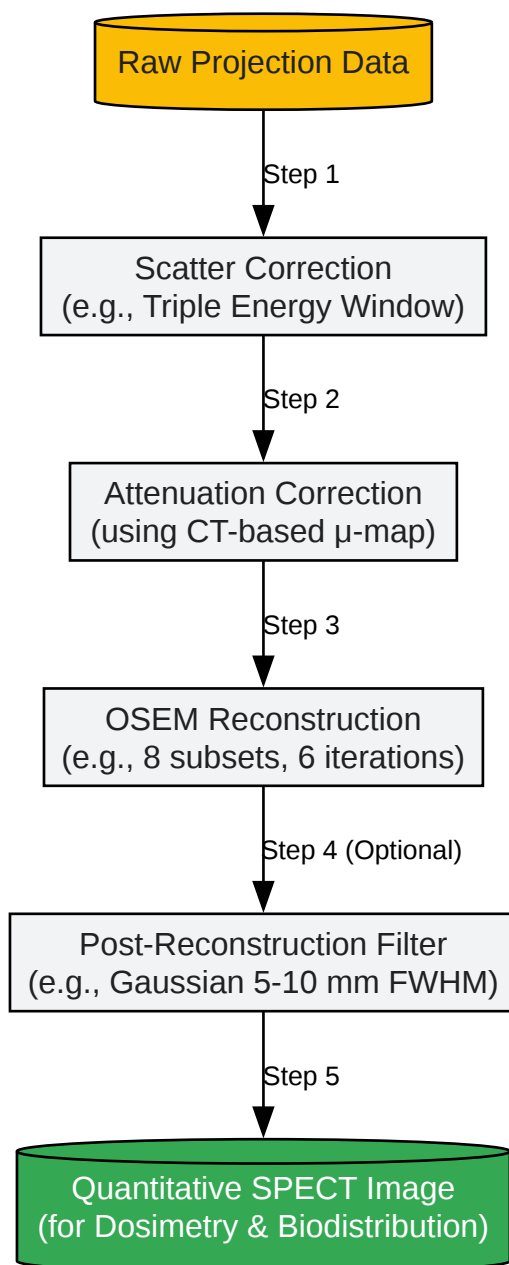 Raw Projection Data
Step 1
Scatter Correction
(e.g., Triple Energy Window)
Step 2
Attenuation Correction
(using CT-based μ-map)
Step 3
OSEM Reconstruction
(e.g., 8 subsets, 6 iterations)
Step 4 (Optional)
Post-Reconstruction Filter
(e.g., Gaussian 5-10 mm FWHM)
Step 5
Quantitative SPECT Image
(for Dosimetry & Biodistribution)